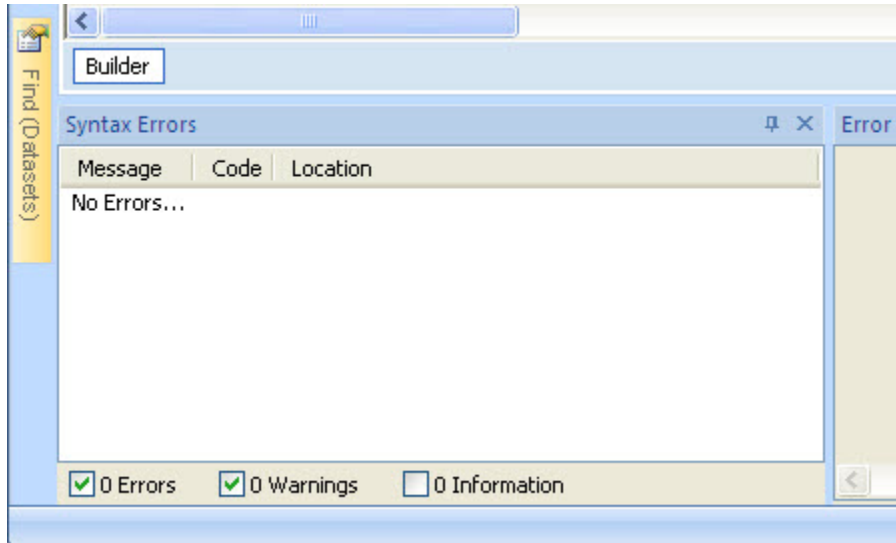 Find (Datasets)
Builder
Syntax Errors
Error
Message Code Location
No Errors...
0 Errors 0 Warnings 0 Information